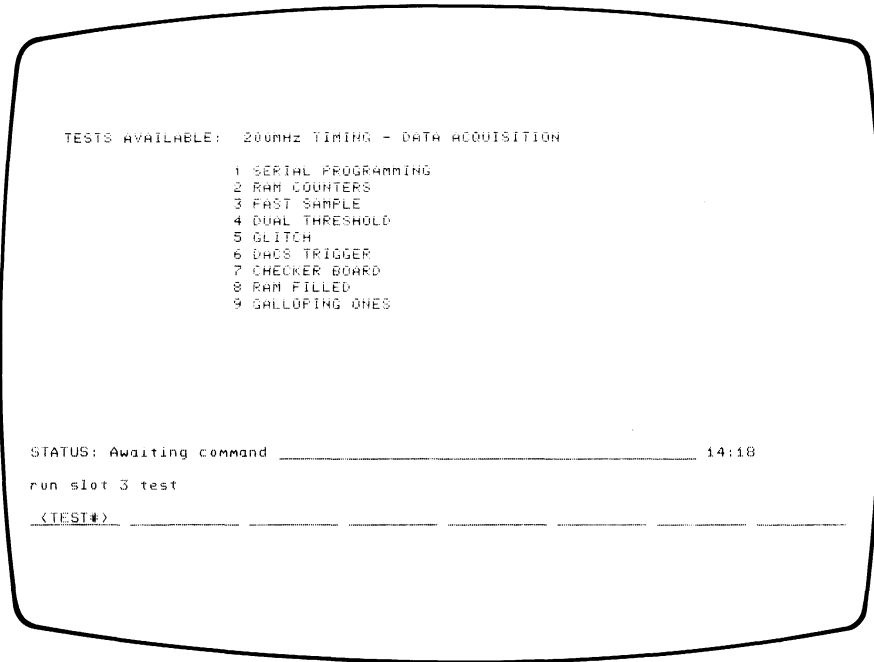 TESTS AVAILABLE: 200MHz TIMING - DATA ACQUISITION
1 SERIAL PROGRAMMING
2 RAM COUNTERS
3 FAST SAMPLE
4 DUAL THRESHOLD
5 GLITCH
6 DACS TRIGGER
7 CHECKER BOARD
8 RAM FILLED
9 GALLOPING ONES
STATUS: Awaiting command 14:18
run slot 3 test
<TEST#>